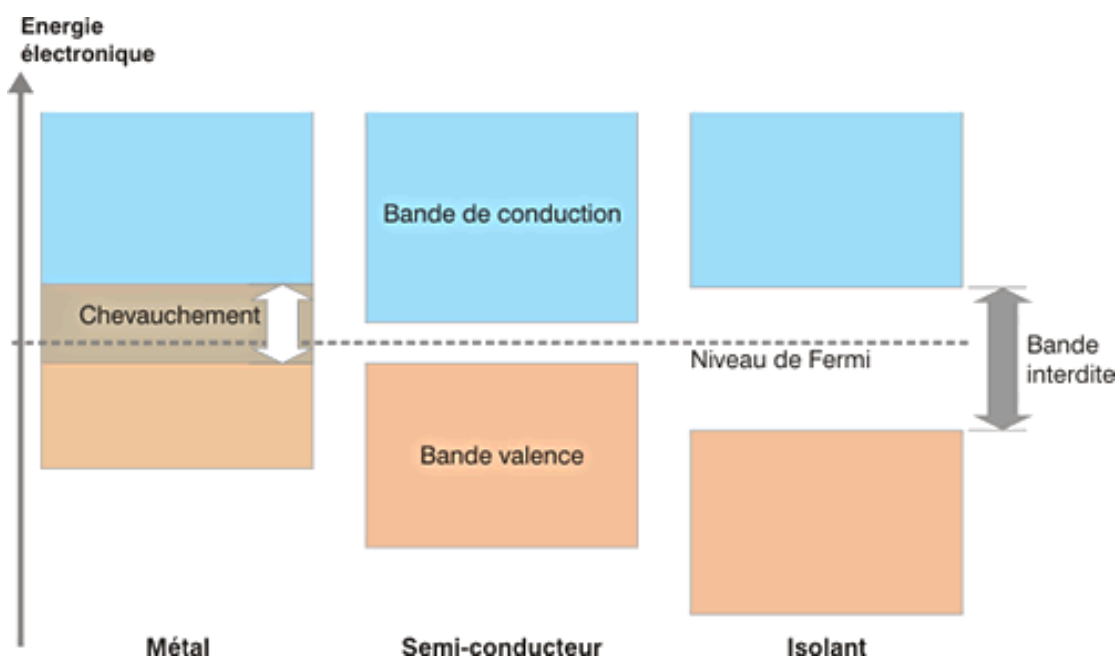 Energie
électronique
Bande de conduction
Chevauchement
Niveau de Fermi
Bande
interdite
Bande valence
Métal
Semi-conducteur
Isolant